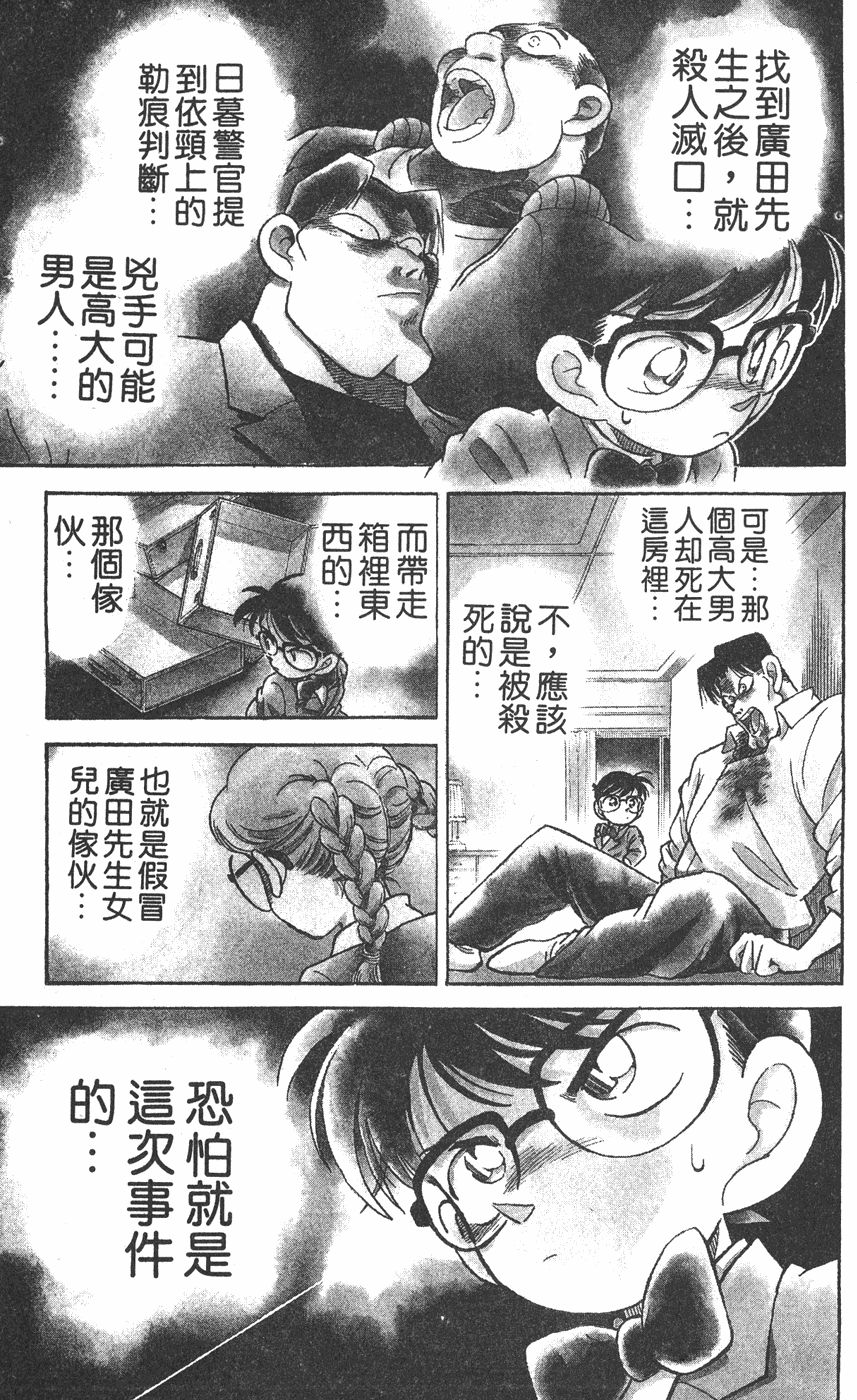 找到廣田先
生之後，就
殺人滅口…
日暮警官提
到依頸上的
勒痕判斷…
兇手可能
是高大的
男人……
可是…那
個高大男
人却死在
這房裡…
不，應該
說是被殺
死的…
而帶走
箱裡東
西的…
那個傢
伙…
也就是假冒
廣田先生女
兒的傢伙…
恐怕就是
這次事件
的…